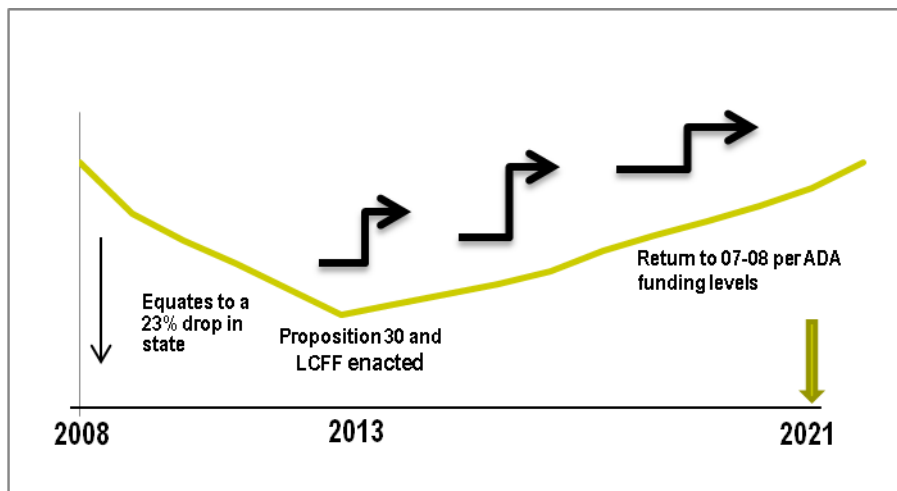 Return to 07-08 per ADA
funding levels
Equates to a
23% drop in
state
Proposition 30 and
LCFF enacted
2008
2013
2021